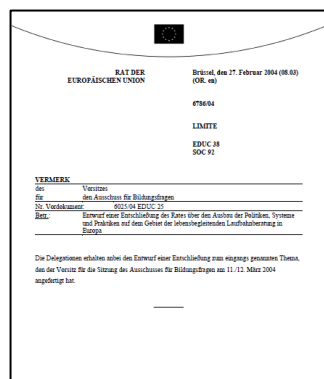 RAT DER
EUROPÄISCHEN UNION
Brüssel, den 27. Februar 2004 (08.03)
(OR. en)
6786/04
LIMITE
EDUC 38
SOC 92
VERMERK
des Vorsitzes
für den Ausschuss für Bildungsfragen
Nr. Vordokument: 6025/04 EDUC 25
Betr.: Entwurf einer Entschließung des Rates über den Ausbau der Politiken, Systeme
und Praktiken auf dem Gebiet der lebensbegleitenden Laufbahnberatung in
Europa
Die Delegationen erhalten anbei den Entwurf einer Entschließung zum eingangs genannten Thema,
den der Vorsitz für die Sitzung des Ausschusses für Bildungsfragen am 11./12. März 2004
angefertigt hat.